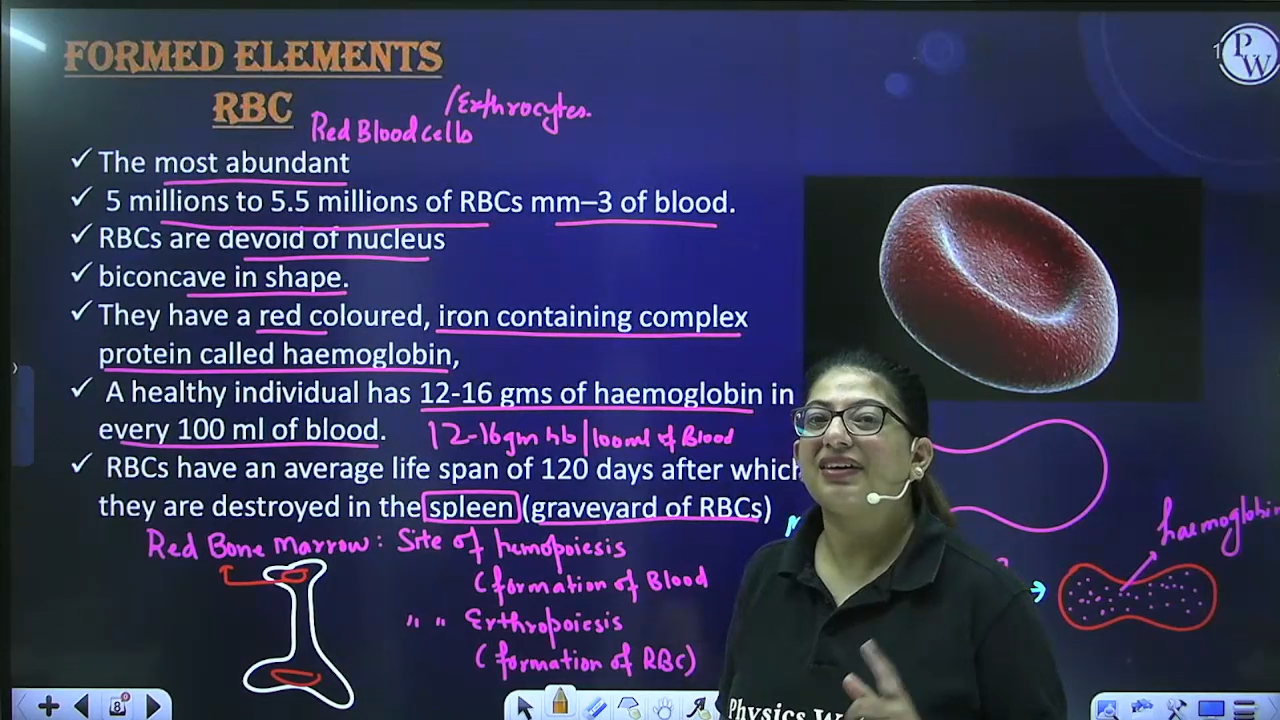 FORMED ELEMENTS
RBC
/Erthrocytes.
Red Blood cells
✓ The most abundant
✓ 5 millions to 5.5 millions of RBCs mm–3 of blood.
✓ RBCs are devoid of nucleus
✓ biconcave in shape.
✓ They have a red coloured, iron containing complex
protein called haemoglobin,
✓ A healthy individual has 12-16 gms of haemoglobin in
every 100 ml of blood.
12-16gm hb/100ml of Blood
✓ RBCs have an average life span of 120 days after which
they are destroyed in the spleen (graveyard of RBCs)
Red Bone Marrow: Site of hemopoiesis
(formation of Blood
" " Erthropoiesis
(formation of RBC)
haemoglobin
PW
8
Physics W